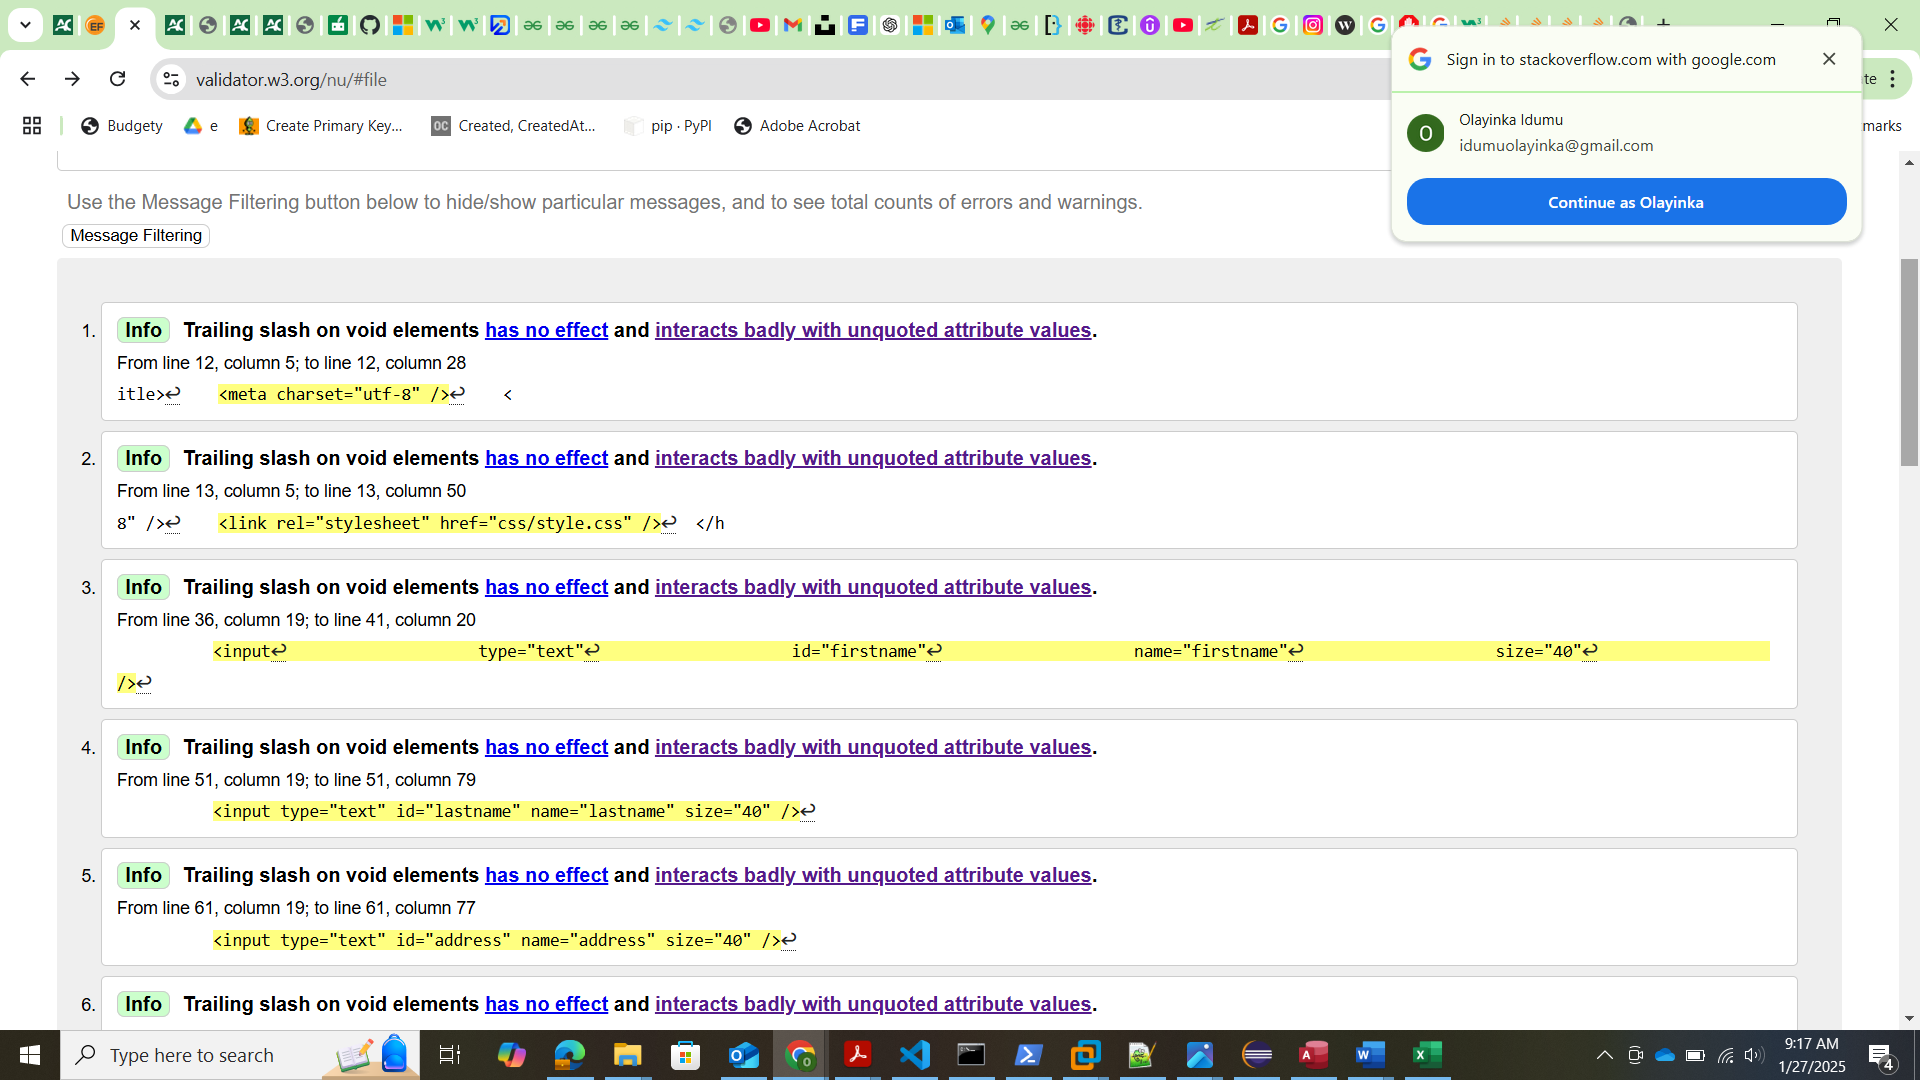 validator.w3.org/nu/#file
Sign in to stackoverflow.com with google.com
te
Budgety
e
Create Primary Key...
OC
Created, CreatedAt...
pip · PyPI
Adobe Acrobat
marks
O
Olayinka Idumu
idumuolayinka@gmail.com
Continue as Olayinka
Use the Message Filtering button below to hide/show particular messages, and to see total counts of errors and warnings.
Message Filtering
1. Info Trailing slash on void elements has no effect and interacts badly with unquoted attribute values.
From line 12, column 5; to line 12, column 28
itle>↩ <meta charset="utf-8" />↩ <
2. Info Trailing slash on void elements has no effect and interacts badly with unquoted attribute values.
From line 13, column 5; to line 13, column 50
8" />↩ <link rel="stylesheet" href="css/style.css" />↩ </h
3. Info Trailing slash on void elements has no effect and interacts badly with unquoted attribute values.
From line 36, column 19; to line 41, column 20
<input↩ type="text"↩ id="firstname"↩ name="firstname"↩ size="40"↩
/>↩
4. Info Trailing slash on void elements has no effect and interacts badly with unquoted attribute values.
From line 51, column 19; to line 51, column 79
<input type="text" id="lastname" name="lastname" size="40" />↩
5. Info Trailing slash on void elements has no effect and interacts badly with unquoted attribute values.
From line 61, column 19; to line 61, column 77
<input type="text" id="address" name="address" size="40" />↩
6. Info Trailing slash on void elements has no effect and interacts badly with unquoted attribute values.
Type here to search
9:17 AM
1/27/2025
4